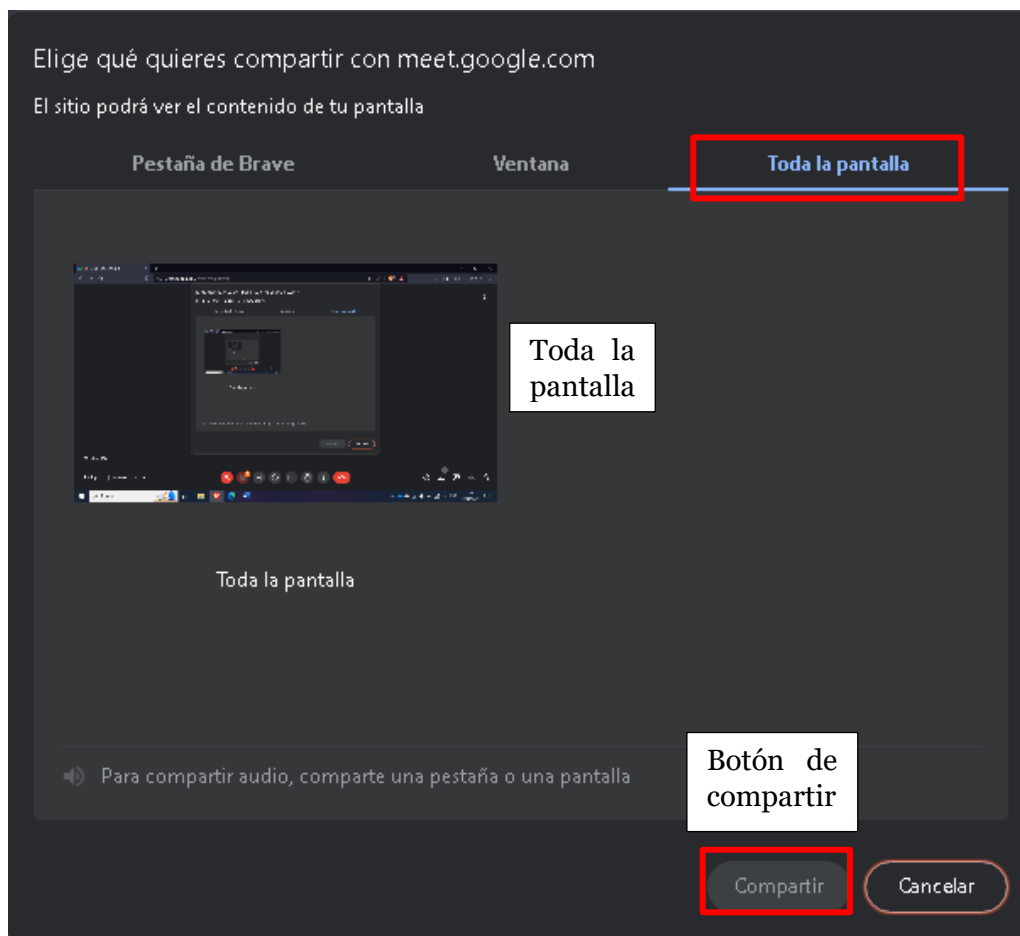 Elige qué quieres compartir con meet.google.com
El sitio podrá ver el contenido de tu pantalla
Pestaña de Brave Ventana Toda la pantalla
Toda la
pantalla
Toda la pantalla
Para compartir audio, comparte una pestaña o una pantalla
Botón de
compartir
Compartir Cancelar